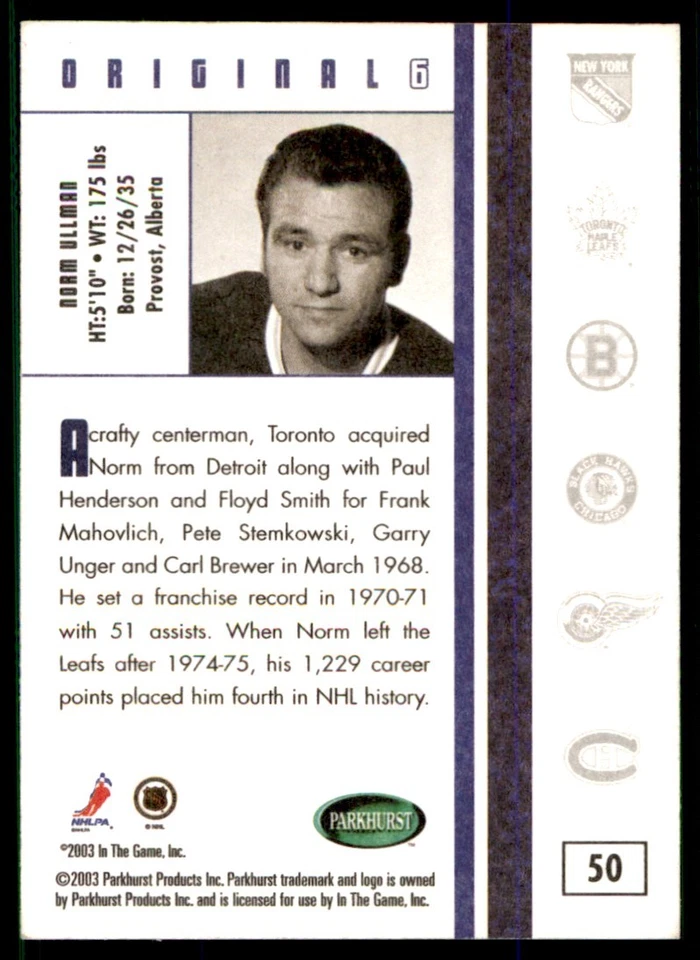 ORIGINAL 6
NORM ULLMAN
HT:5'10" • WT: 175 lbs
Born: 12/26/35
Provost, Alberta
A crafty centerman, Toronto acquired
Norm from Detroit along with Paul
Henderson and Floyd Smith for Frank
Mahovlich, Pete Stemkowski, Garry
Unger and Carl Brewer in March 1968.
He set a franchise record in 1970-71
with 51 assists. When Norm left the
Leafs after 1974-75, his 1,229 career
points placed him fourth in NHL history.
NHLPA
©NHLPA
© NHL
PARKHURST™
©2003 In The Game, Inc.
©2003 Parkhurst Products Inc. Parkhurst trademark and logo is owned
by Parkhurst Products Inc. and is licensed for use by In The Game, Inc.
NEW YORK
RANGERS
TORONTO
MAPLE
LEAFS
B
BLACK HAWKS
CHICAGO
CH
50